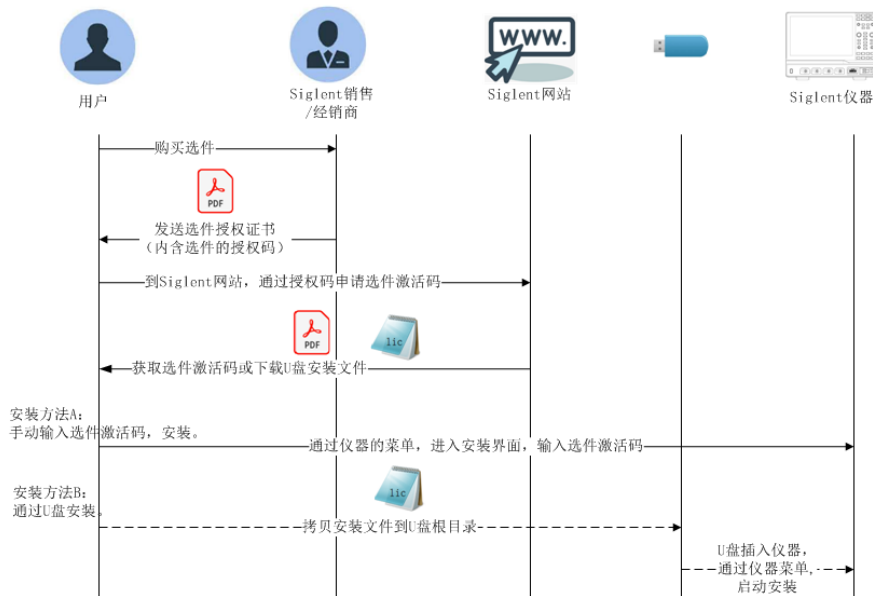 WWW.
用户
Siglent销售
/经销商
Siglent网站
Siglent仪器
购买选件
PDF
发送选件授权证书
（内含选件的授权码）
到Siglent网站，通过授权码申请选件激活码
PDF
lic
获取选件激活码或下载U盘安装文件
安装方法A：
手动输入选件激活码，安装。
通过仪器的菜单，进入安装界面，输入选件激活码
安装方法B：
通过U盘安装。
lic
拷贝安装文件到U盘根目录
U盘插入仪器，
通过仪器菜单，
启动安装